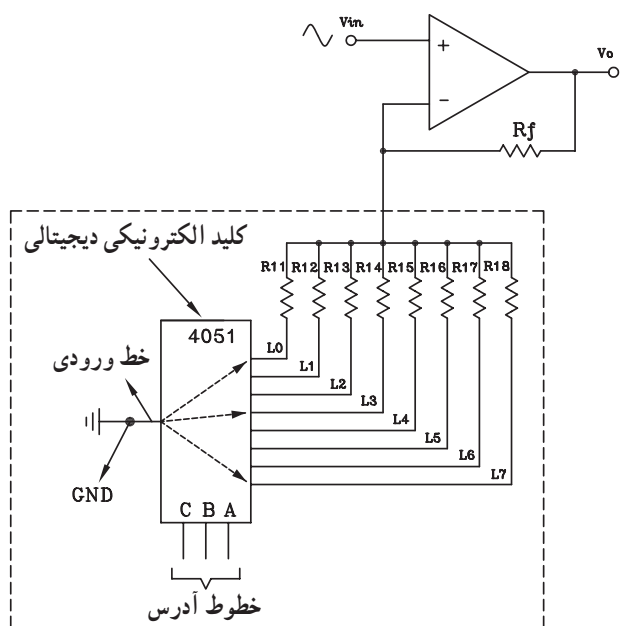 Vin
Vo
+
−
Rf
کلید الکترونیکی دیجیتالی
R11 R12 R13 R14 R15 R16 R17 R18
4051
خط ورودی
L0
L1
L2
L3
L4
L5
L6
L7
GND
C B A
خطوط آدرس